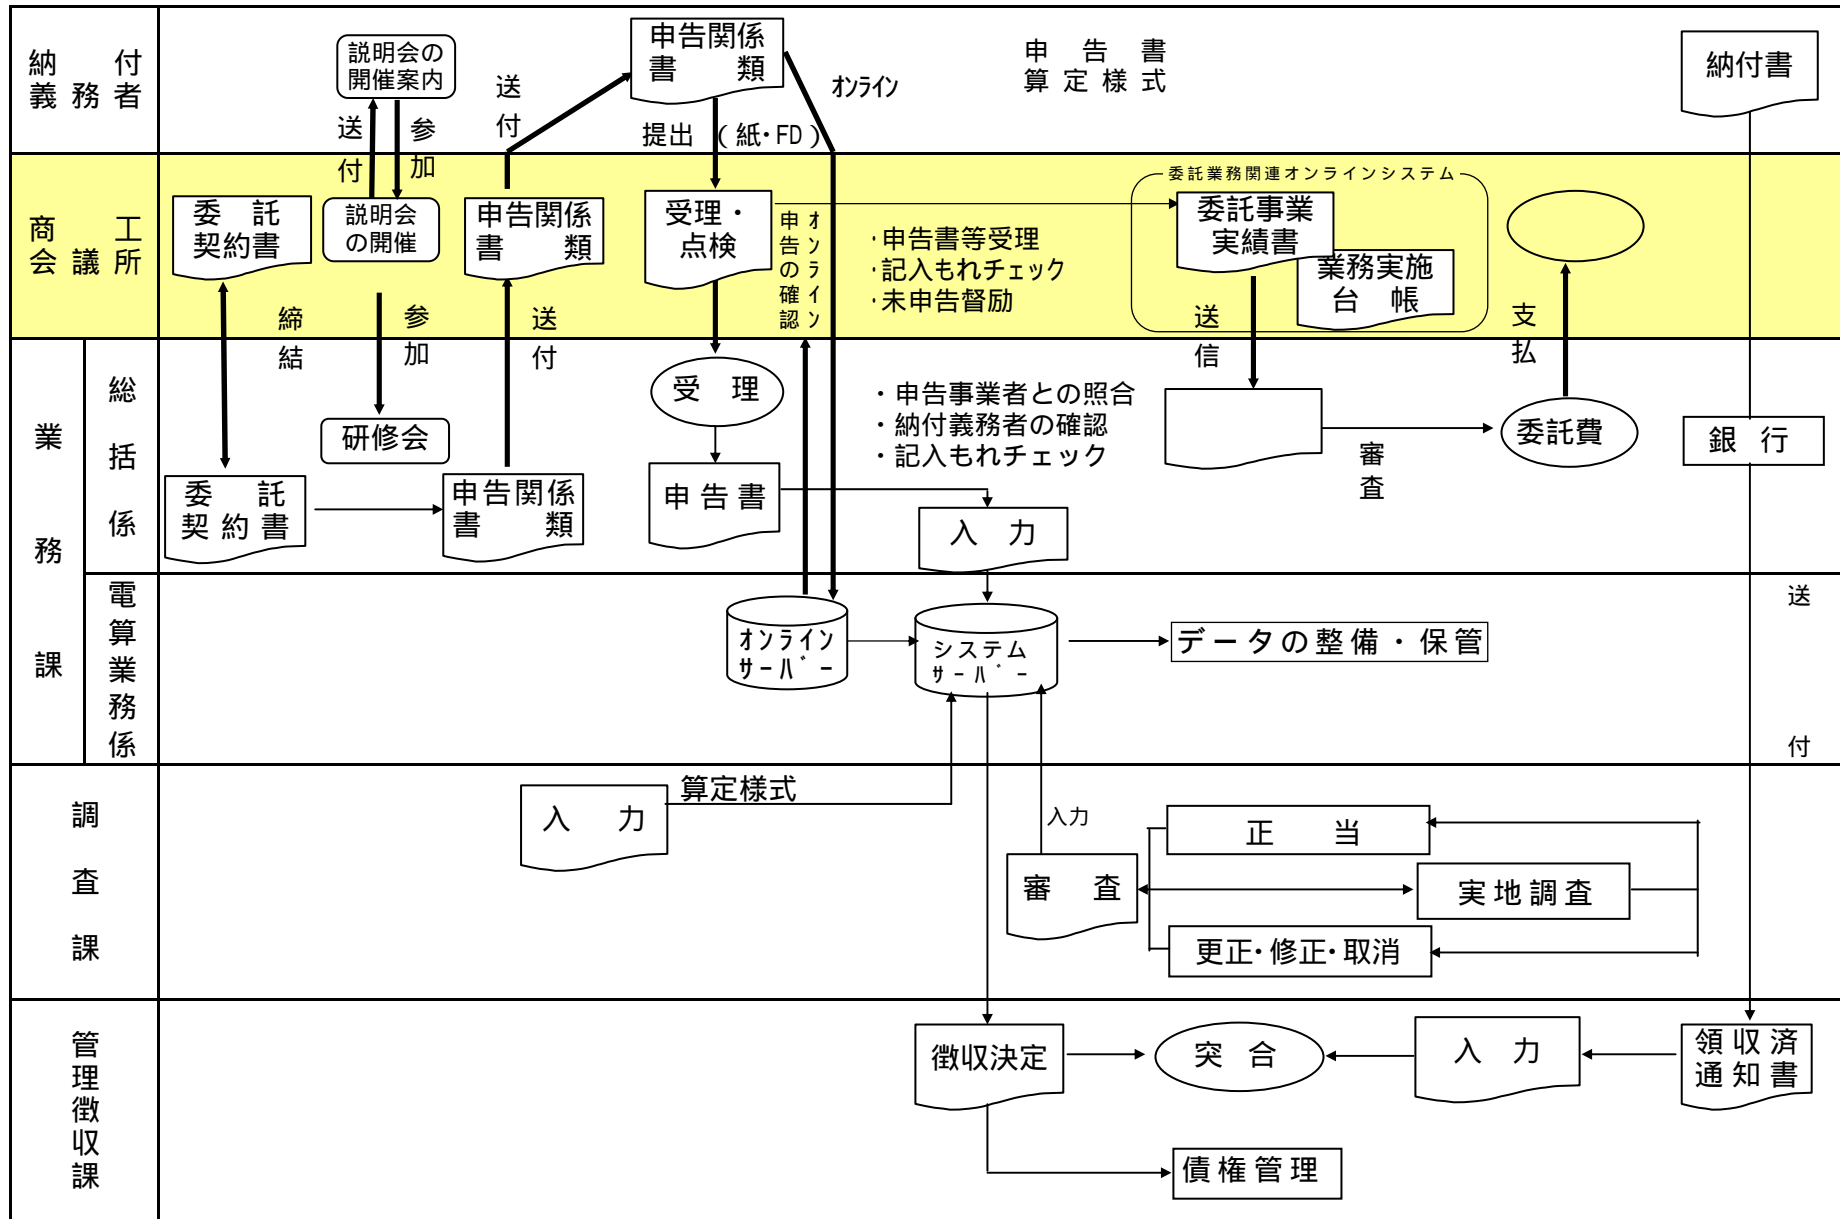 納付
義務者
説明会の
開催案内
送付
参加
送付
申告関係
書類
オンライン
提出（紙・FD）
申告書
算定様式
納付書
商工
会議所
委託
契約書
説明会
の開催
申告関係
書類
受理・
点検
オンライン
申告の確認
・申告書等受理
・記入もれチェック
・未申告督励
委託業務関連オンラインシステム
委託事業
実績書
業務実施
台帳
締結
参加
送付
送信
支払
業務課
総括係
研修会
委託
契約書
申告関係
書類
受理
申告書
・申告事業者との照合
・納付義務者の確認
・記入もれチェック
入力
審査
委託費
銀行
電算業務係
オンライン
サーバー
システム
サーバー
データの整備・保管
送付
調査課
入力
算定様式
入力
審査
正当
実地調査
更正・修正・取消
管理徴収課
徴収決定
突合
入力
領収済
通知書
債権管理